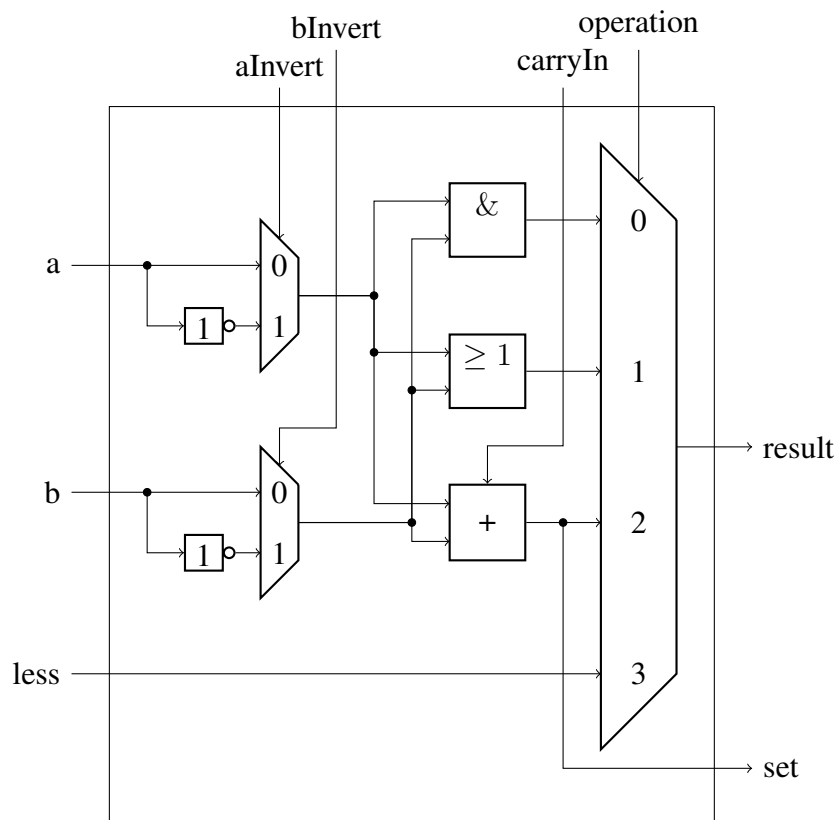 operation
bInvert
carryIn
aInvert
&
0
a
0
1
1
≥ 1
1
result
b
0
2
+
1
1
less
3
set